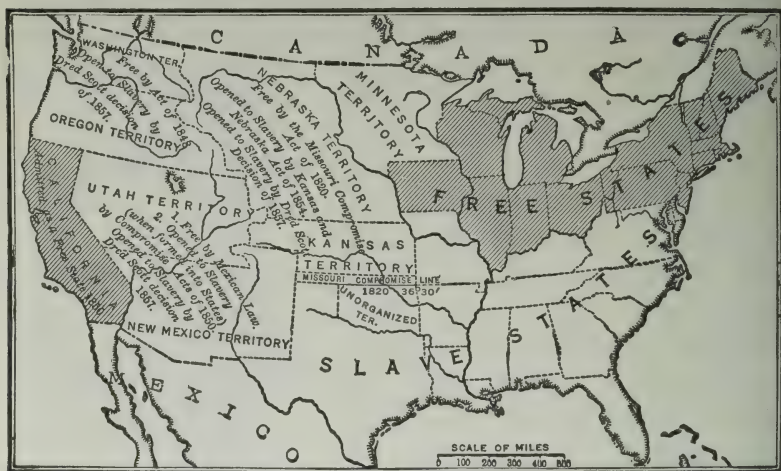 CANADA
WASHINGTON TER.
Free by Act of 1848
Opened to Slavery by
Dred Scott decision
of 1857.
OREGON TERRITORY
NEBRASKA TERRITORY
Free by the Missouri Compromise
Act of 1820.
Opened to Slavery by Kansas and
Nebraska Act of 1854.
Opened to Slavery by Dred Scott
Decision of 1857.
MINNESOTA
TERRITORY
FREE STATES
CALIFORNIA
Admitted as a Free State 1850
UTAH TERRITORY
1. Free by Mexican Law.
2. Opened to Slavery
(when formed into States)
by Compromise Acts of 1850.
Opened to Slavery by
Dred Scott decision
1857.
KANSAS
TERRITORY
MISSOURI COMPROMISE LINE
1820 36°30'
UNORGANIZED
TER.
NEW MEXICO TERRITORY
SLAVE STATES
MEXICO
SCALE OF MILES
0 100 200 300 400 500